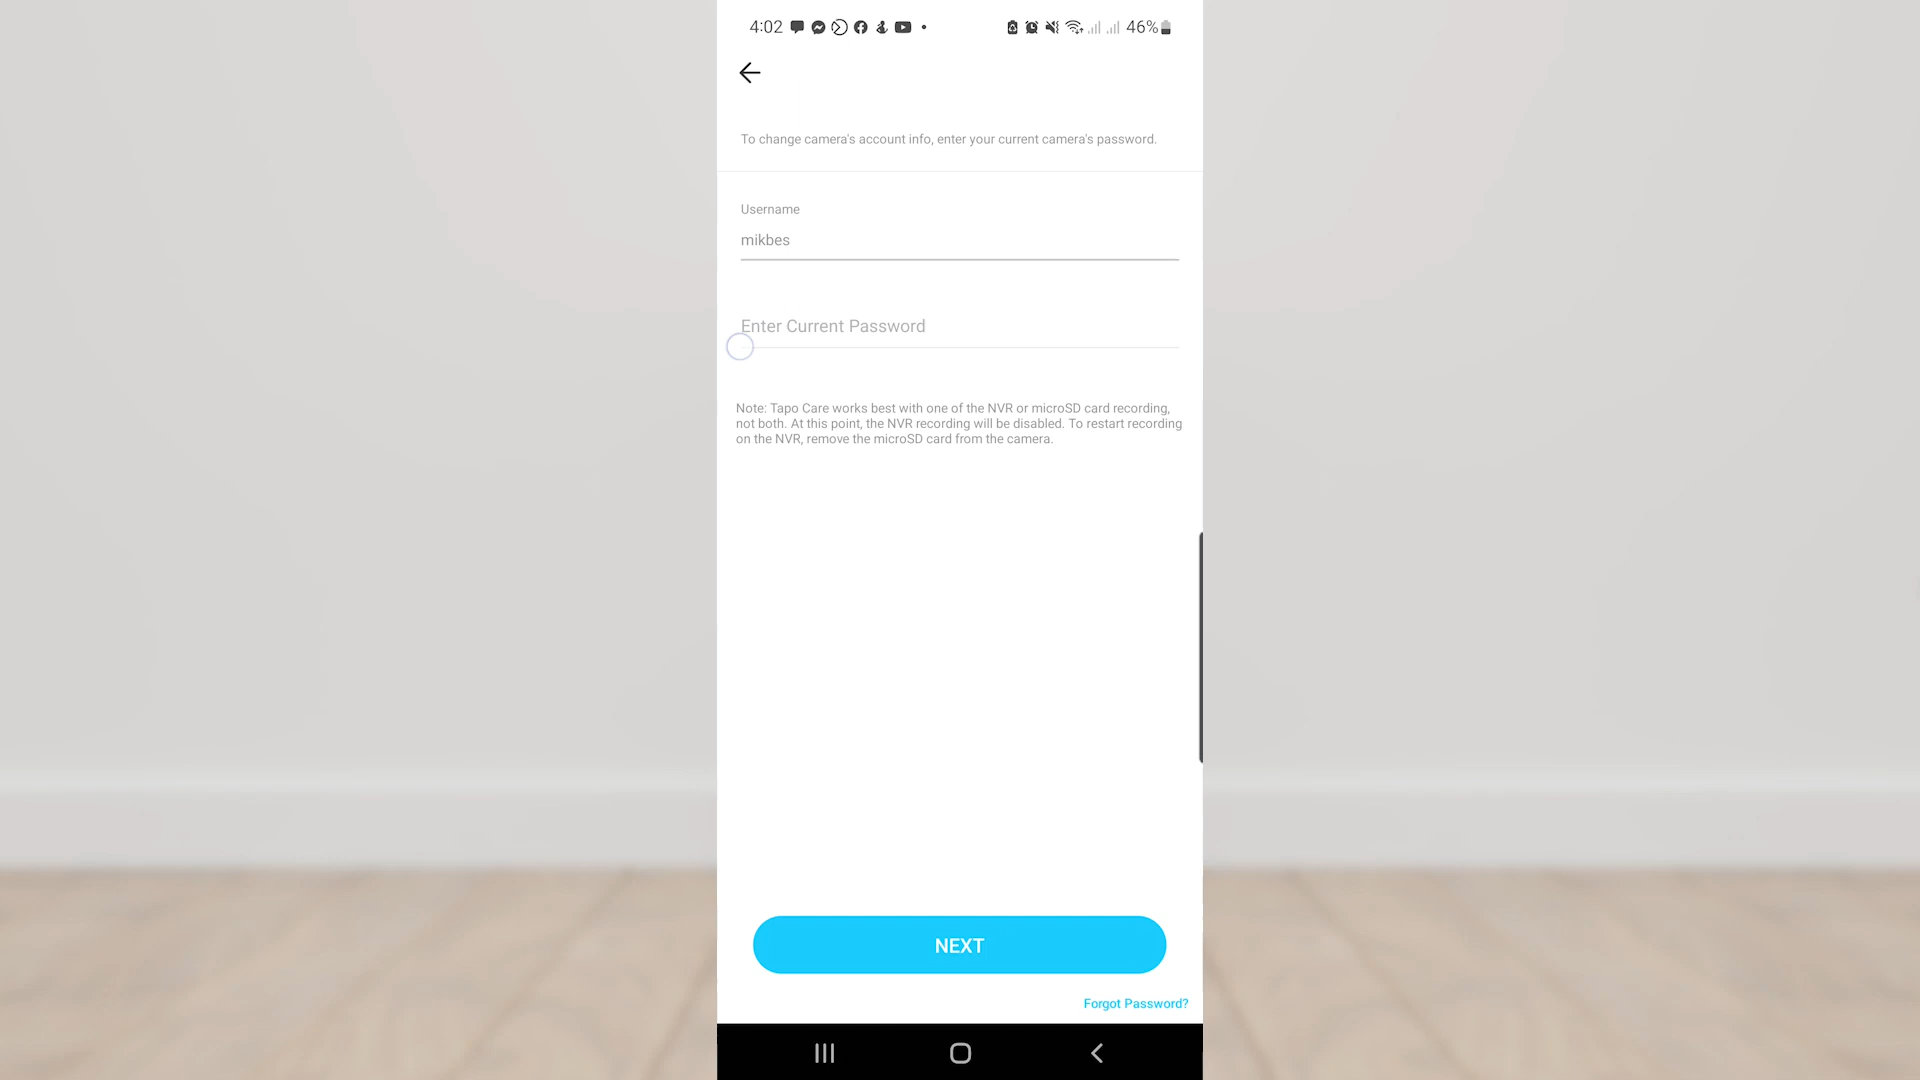 4:02
46%
To change camera's account info, enter your current camera's password.
Username
mikbes
Enter Current Password
Note: Tapo Care works best with one of the NVR or microSD card recording,
not both. At this point, the NVR recording will be disabled. To restart recording
on the NVR, remove the microSD card from the camera.
NEXT
Forgot Password?